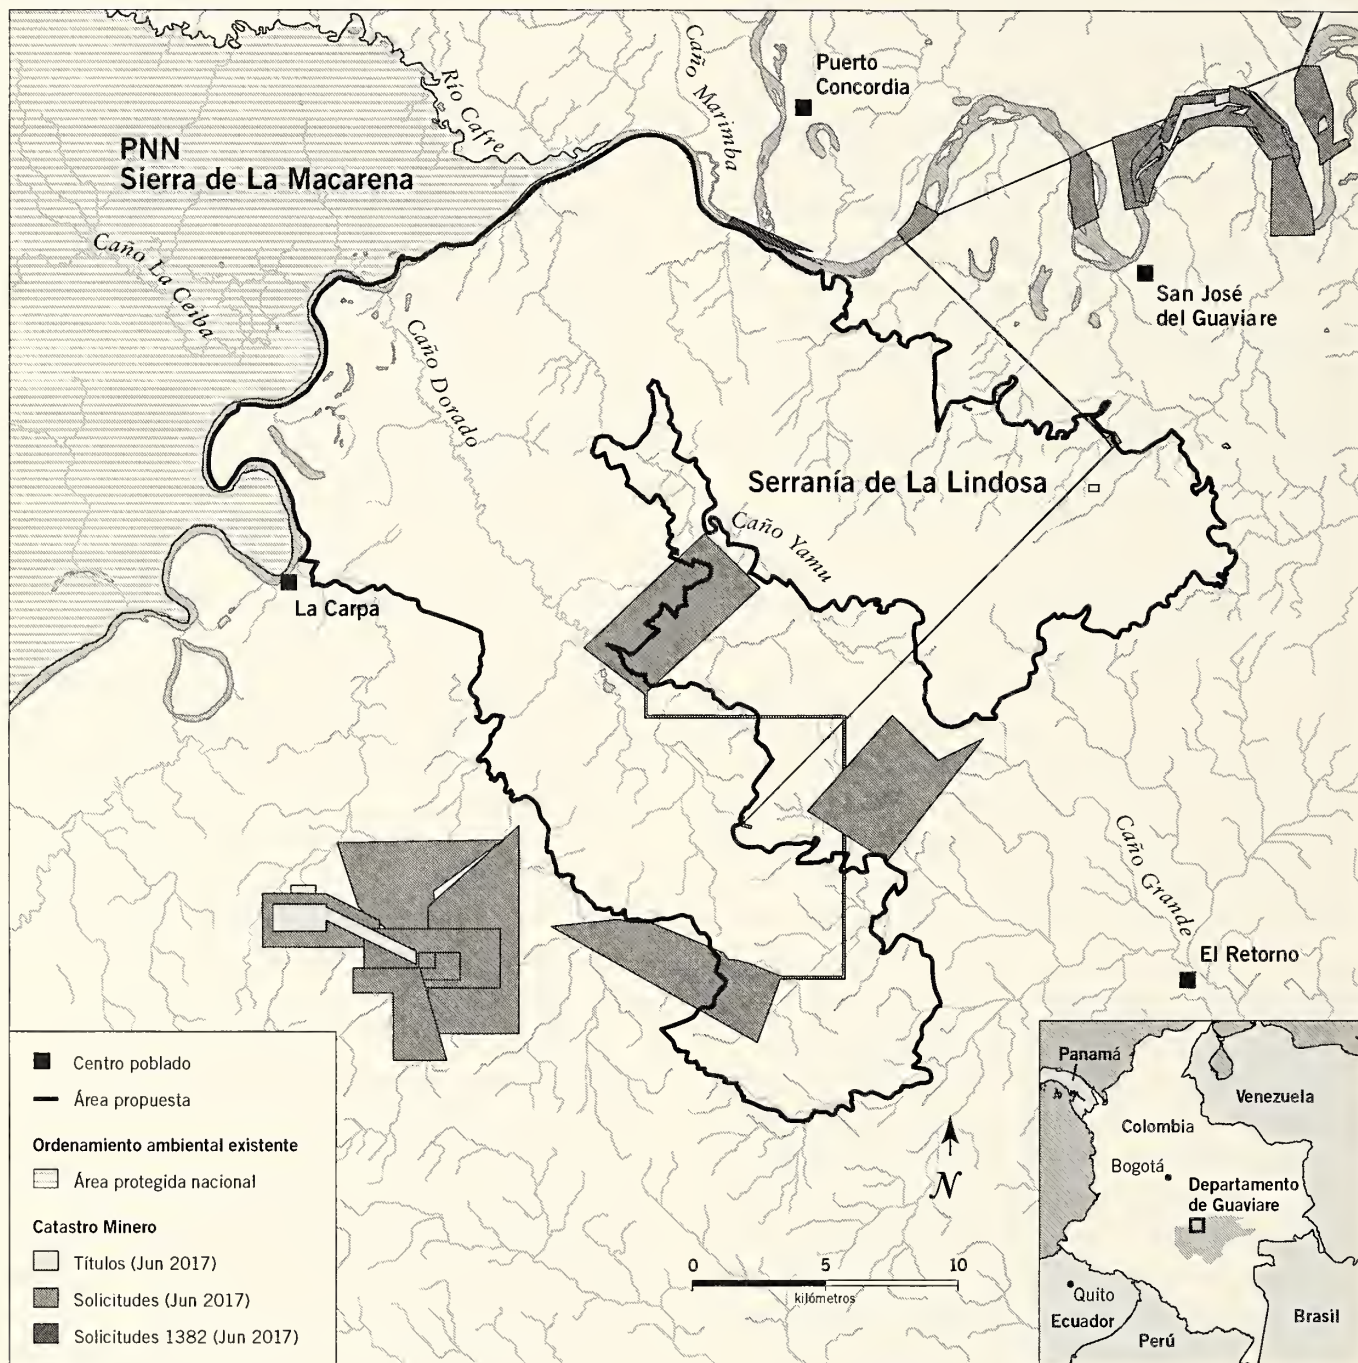 Puerto
Concordia
Caño Marimba
Río Cafre
PNN
Sierra de La Macarena
Caño La Ceiba
San José
del Guaviare
Caño Dorado
Serranía de La Lindosa
Caño Yamu
La Carpa
Caño Grande
El Retorno
Centro poblado
Área propuesta
Ordenamiento ambiental existente
Área protegida nacional
Catastro Minero
Títulos (Jun 2017)
Solicitudes (Jun 2017)
Solicitudes 1382 (Jun 2017)
N
0 5 10
kilómetros
Panamá
Venezuela
Colombia
Bogotá
Departamento
de Guaviare
Quito
Ecuador
Perú
Brasil